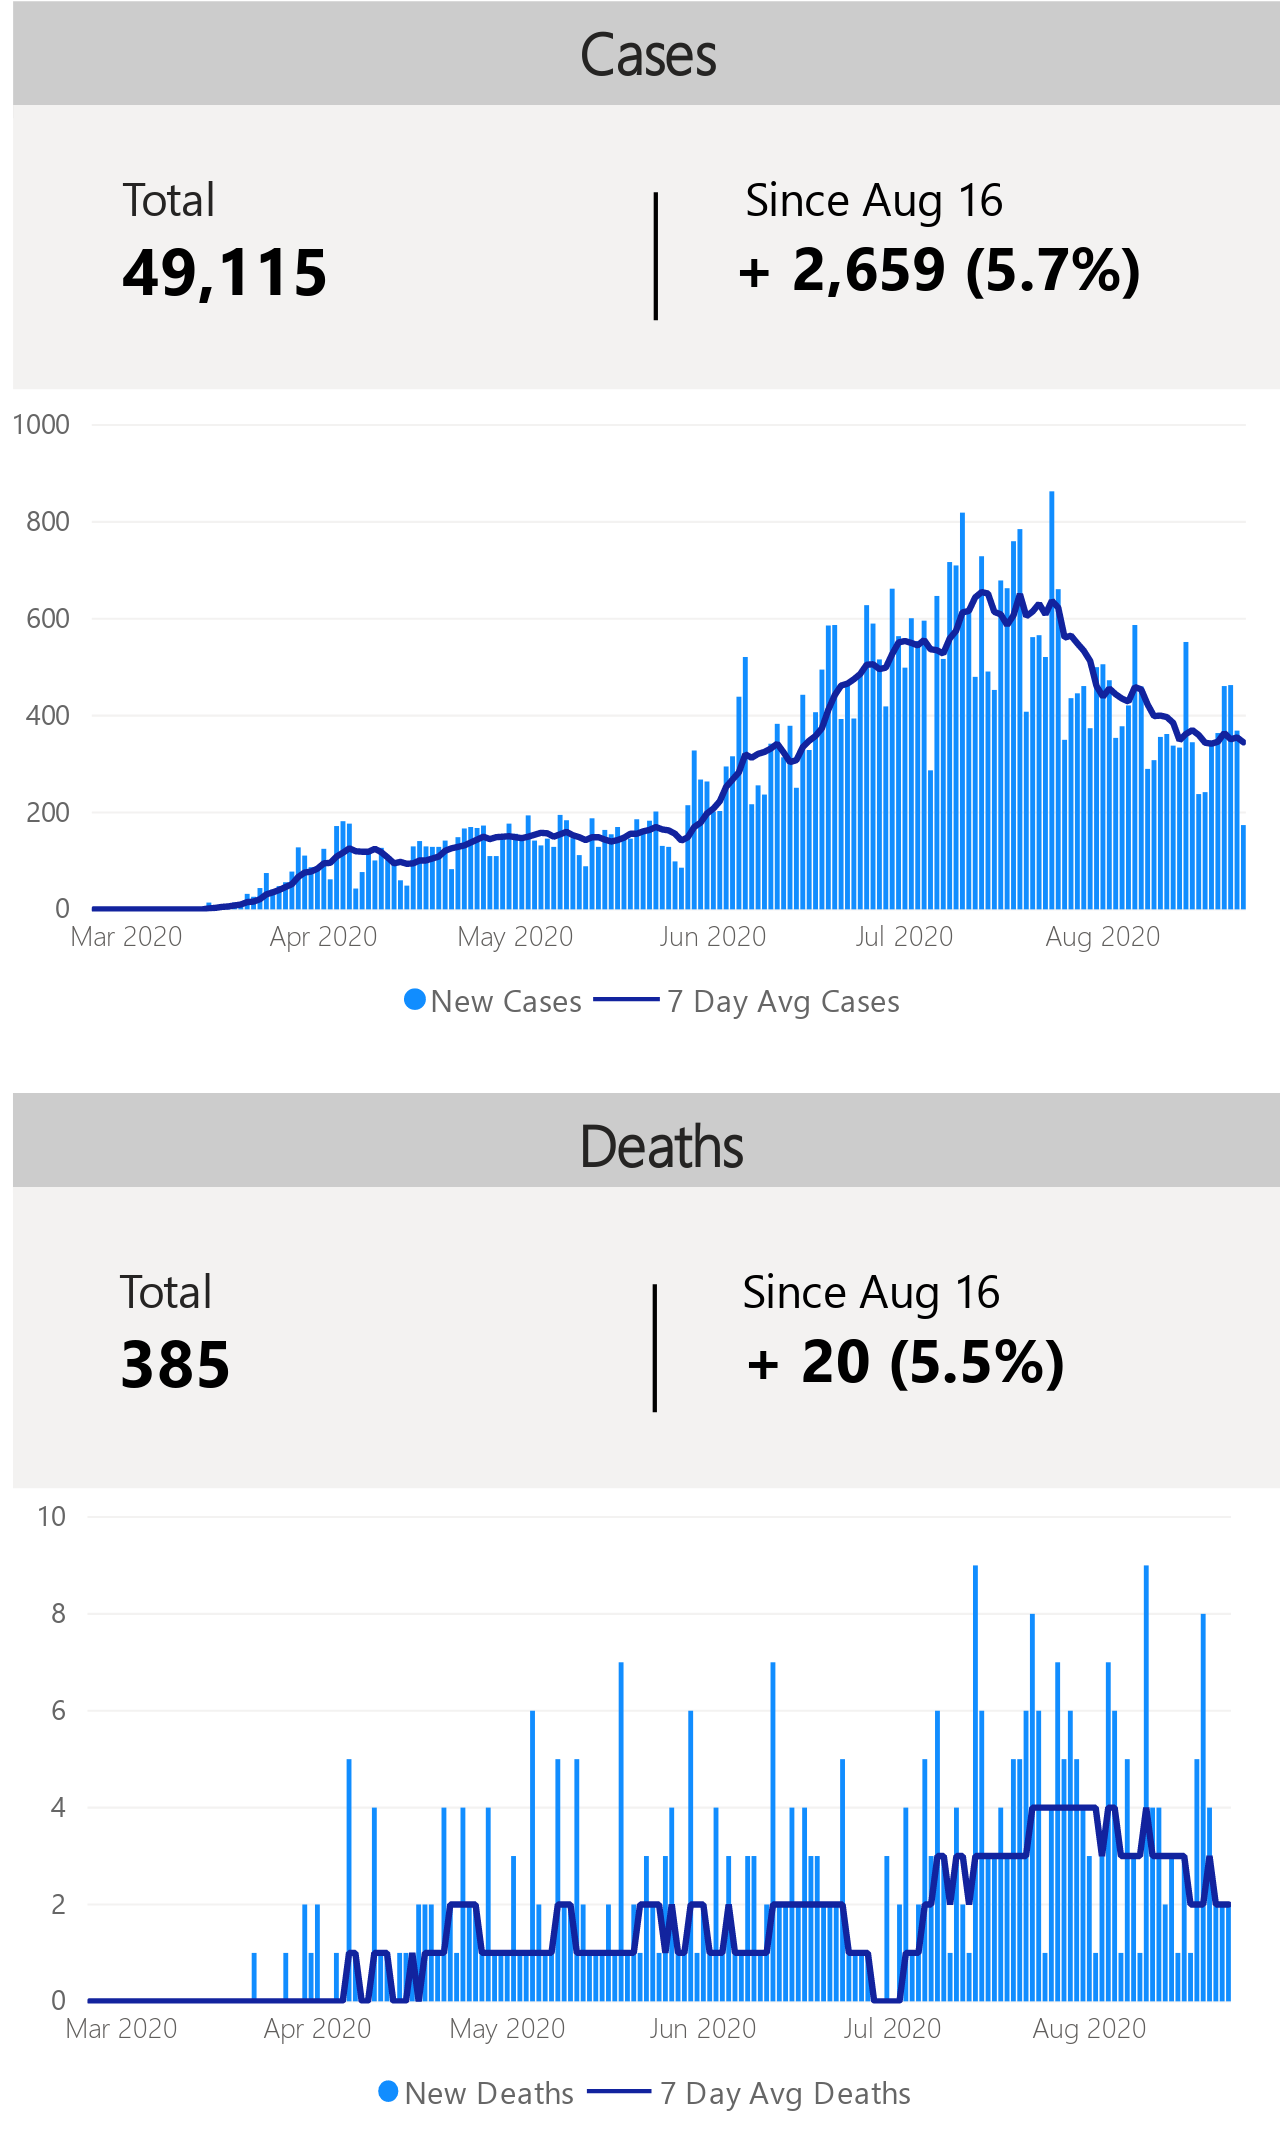 Cases
Total
Since Aug 16
49,115
+ 2,659 (5.7%)
1000
800
600
400
200
0
Mar 2020 Apr 2020 May 2020 Jun 2020 Jul 2020 Aug 2020
New Cases 7 Day Avg Cases
Deaths
Total
Since Aug 16
385
+ 20 (5.5%)
10
8
6
4
2
0
Mar 2020 Apr 2020 May 2020 Jun 2020 Jul 2020 Aug 2020
New Deaths 7 Day Avg Deaths